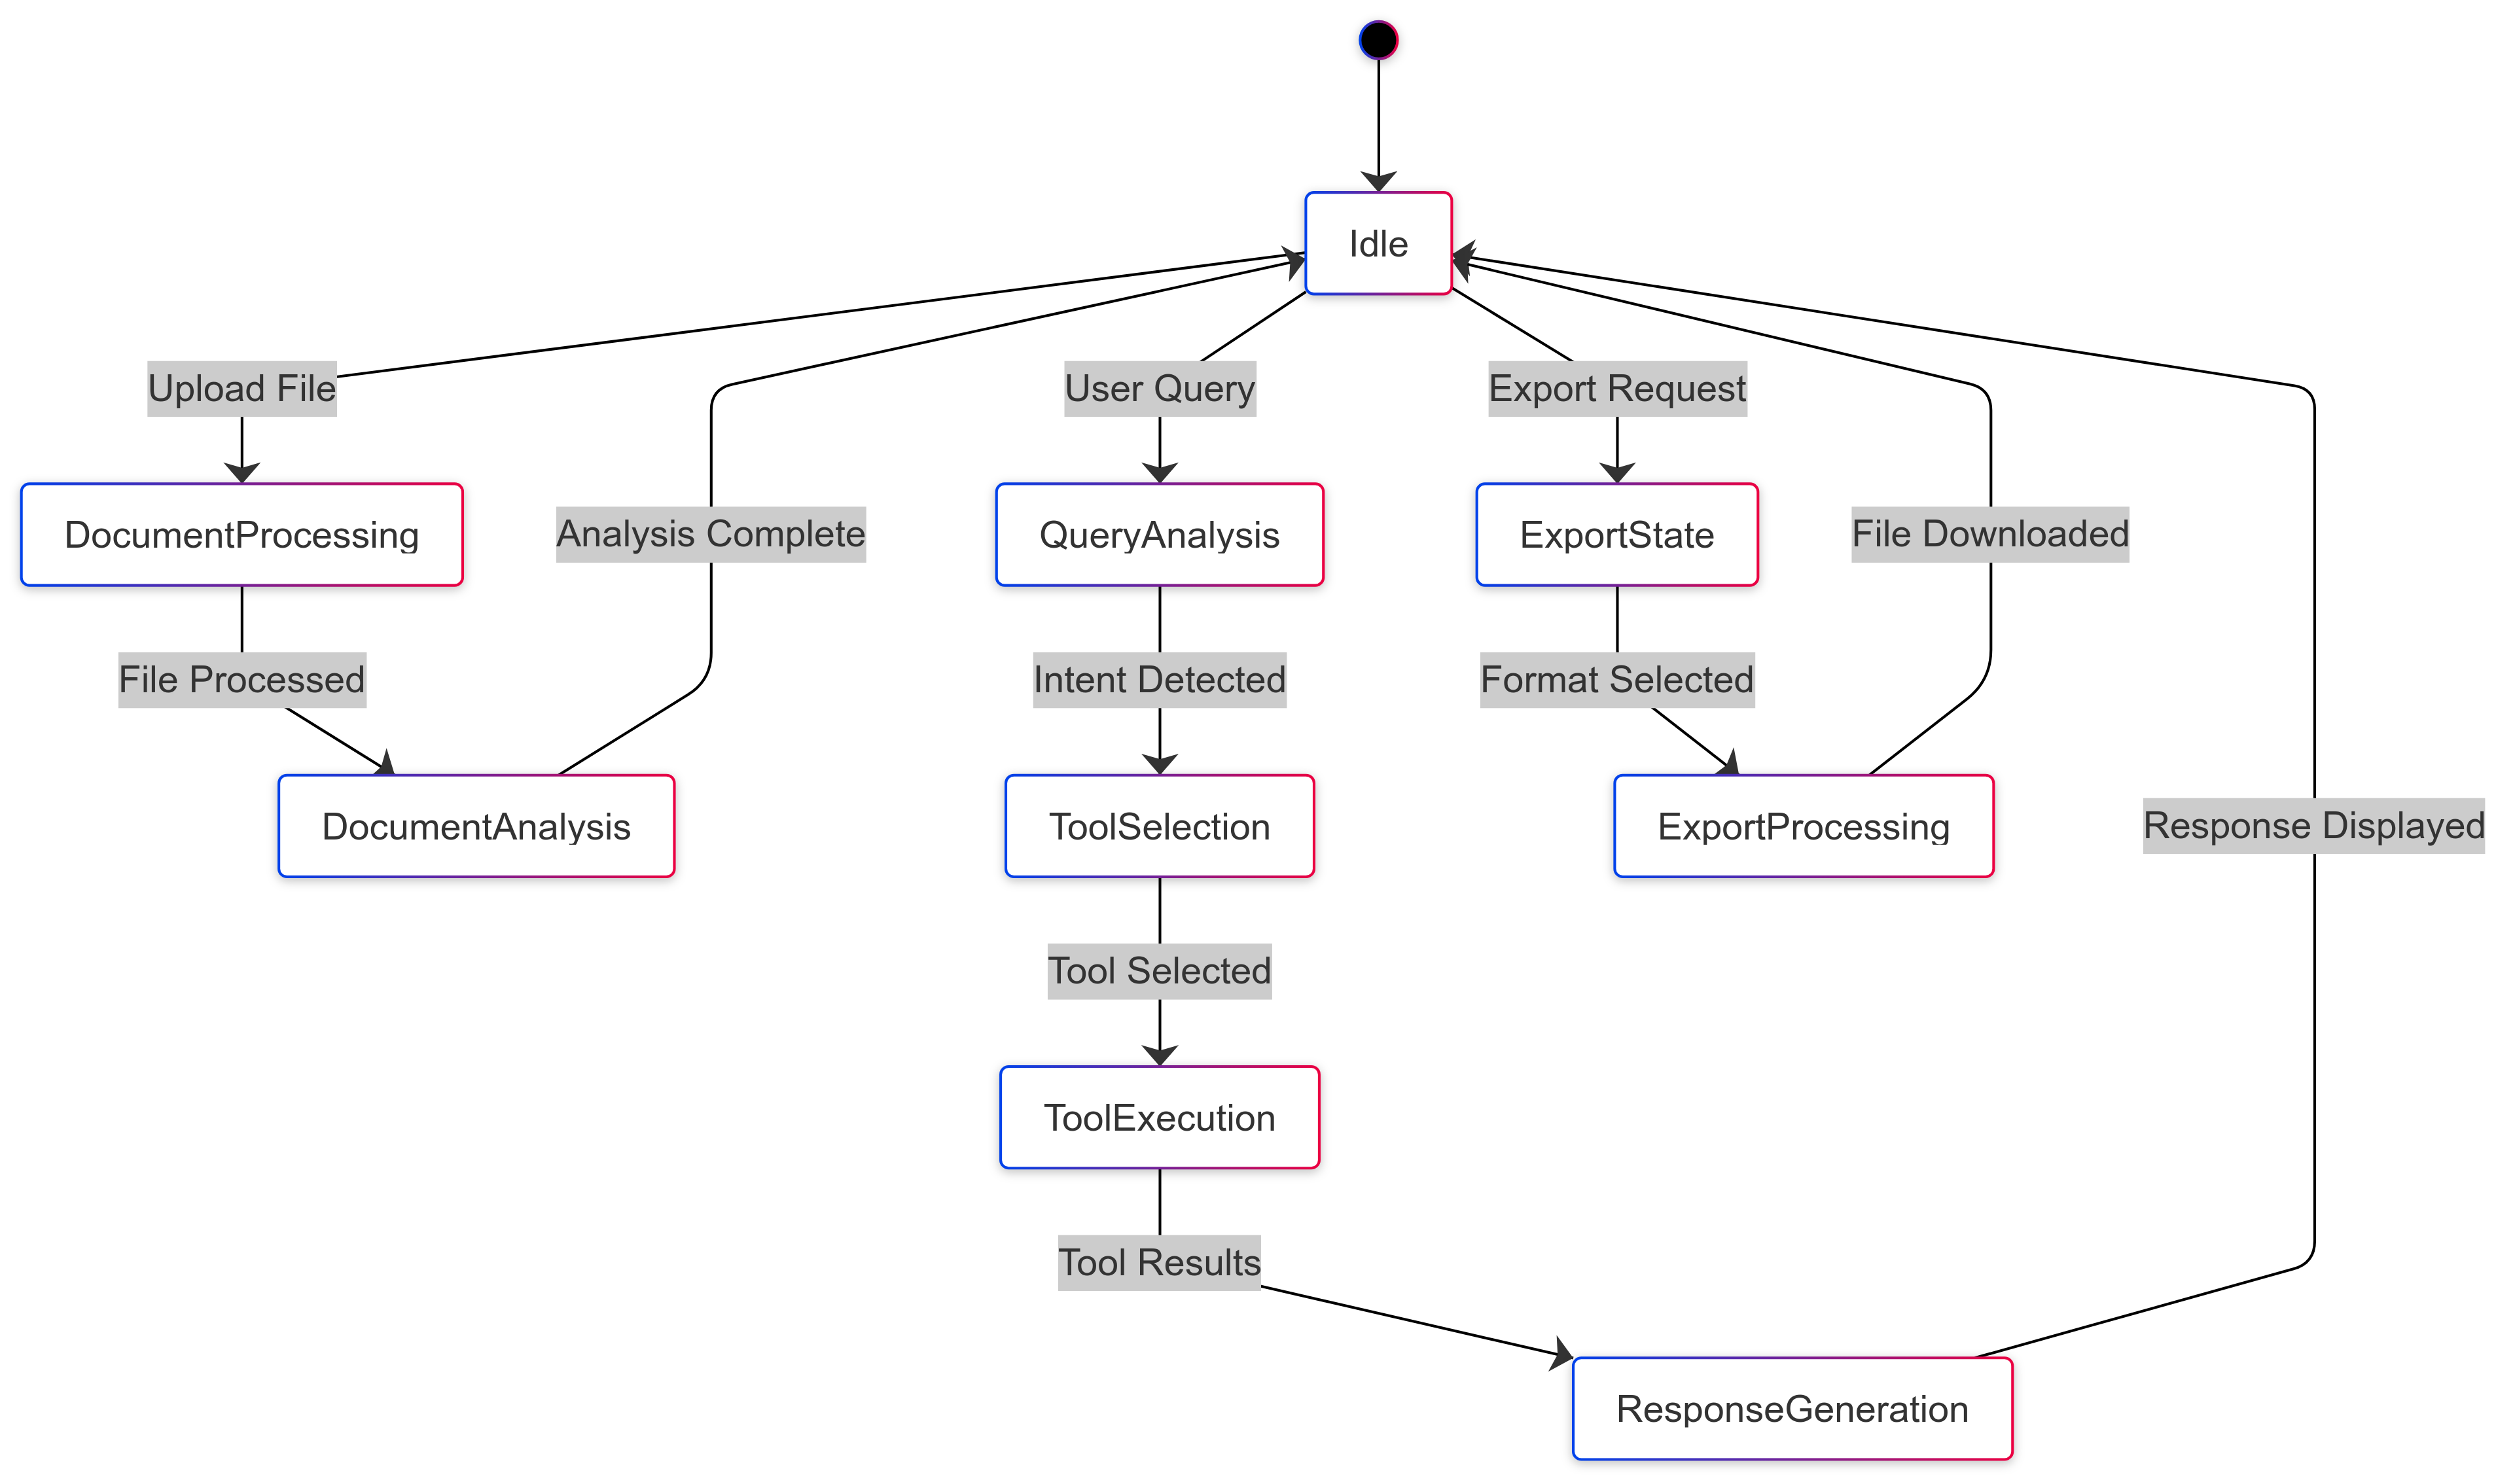 Idle
Upload File
User Query
Export Request
DocumentProcessing
Analysis Complete
QueryAnalysis
ExportState
File Downloaded
File Processed
Intent Detected
Format Selected
DocumentAnalysis
ToolSelection
ExportProcessing
Response Displayed
Tool Selected
ToolExecution
Tool Results
ResponseGeneration